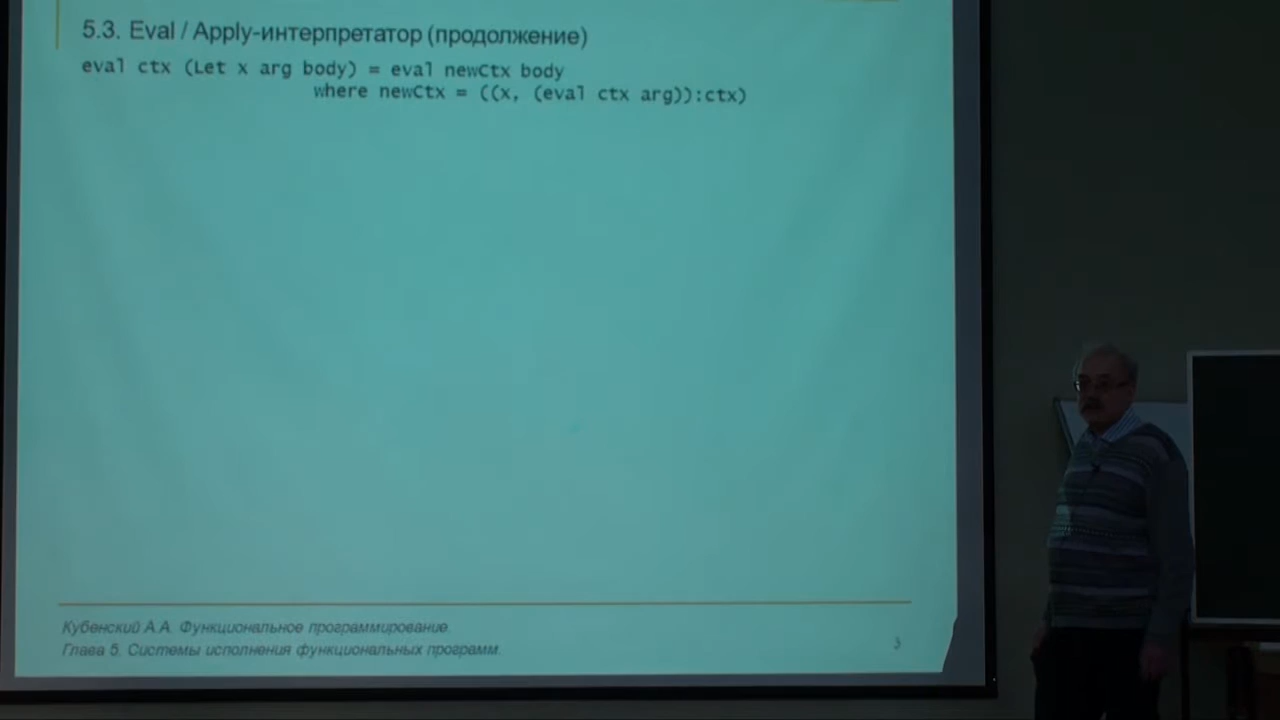 5.3. Eval / Apply-интерпретатор (продолжение)
eval ctx (Let x arg body) = eval newCtx body
where newCtx = ((x, (eval ctx arg)):ctx)
Кубенский А.А. Функциональное программирование.
Глава 5. Системы исполнения функциональных программ.
3